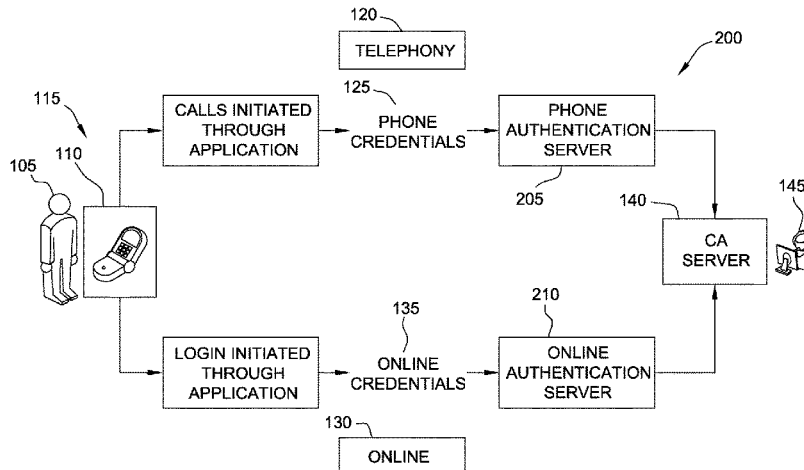 120
TELEPHONY
200
115
125
CALLS INITIATED
THROUGH
APPLICATION
PHONE
CREDENTIALS
PHONE
AUTHENTICATION
SERVER
205
105
110
140
145
CA
SERVER
135
210
LOGIN INITIATED
THROUGH
APPLICATION
ONLINE
CREDENTIALS
ONLINE
AUTHENTICATION
SERVER
130
ONLINE